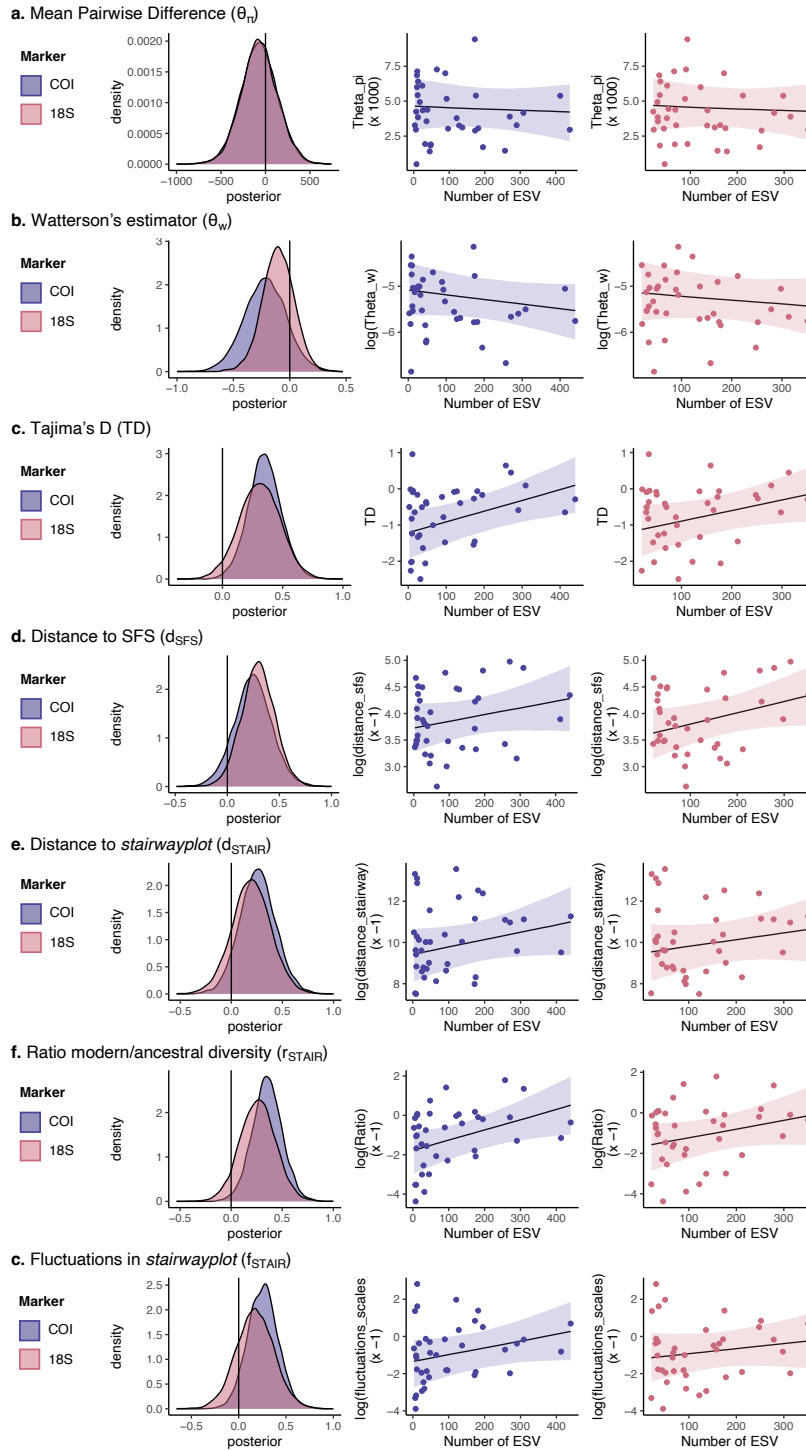 a. Mean Pairwise Difference (θπ)
Marker
COI
18S
density
0.0020
0.0015
0.0010
0.0005
0.0000
−1000 −500 0 500
posterior
Theta_pi
(x 1000)
7.5
5.0
2.5
0 100 200 300 400
Number of ESV
Theta_pi
(x 1000)
7.5
5.0
2.5
100 200 300
Number of ESV
b. Watterson's estimator (θw)
Marker
COI
18S
density
3
2
1
0
−1.0 −0.5 0.0 0.5
posterior
log(Theta_w)
−5
−6
0 100 200 300 400
Number of ESV
log(Theta_w)
−5
−6
100 200 300
Number of ESV
c. Tajima's D (TD)
Marker
COI
18S
density
3
2
1
0
0.0 0.5 1.0
posterior
TD
1
0
−1
−2
0 100 200 300 400
Number of ESV
TD
1
0
−1
−2
100 200 300
Number of ESV
d. Distance to SFS (dSFS)
Marker
COI
18S
density
2
1
0
−0.5 0.0 0.5 1.0
posterior
log(distance_sfs)
(x −1)
5.0
4.5
4.0
3.5
3.0
0 100 200 300 400
Number of ESV
log(distance_sfs)
(x −1)
5.0
4.5
4.0
3.5
3.0
100 200 300
Number of ESV
e. Distance to stairwayplot (dSTAIR)
Marker
COI
18S
density
2.0
1.5
1.0
0.5
0.0
−0.5 0.0 0.5 1.0
posterior
log(distance_stairway)
(x −1)
12
10
8
0 100 200 300 400
Number of ESV
log(distance_stairway)
(x −1)
12
10
8
100 200 300
Number of ESV
f. Ratio modern/ancestral diversity (rSTAIR)
Marker
COI
18S
density
2
1
0
−0.5 0.0 0.5 1.0
posterior
log(Ratio)
(x −1)
2
0
−2
−4
0 100 200 300 400
Number of ESV
log(Ratio)
(x −1)
2
0
−2
−4
100 200 300
Number of ESV
c. Fluctuations in stairwayplot (fSTAIR)
Marker
COI
18S
density
2.5
2.0
1.5
1.0
0.5
0.0
−0.5 0.0 0.5 1.0
posterior
log(fluctuations_scales)
(x −1)
2
0
−2
−4
0 100 200 300 400
Number of ESV
log(fluctuations_scales)
(x −1)
2
0
−2
−4
100 200 300
Number of ESV